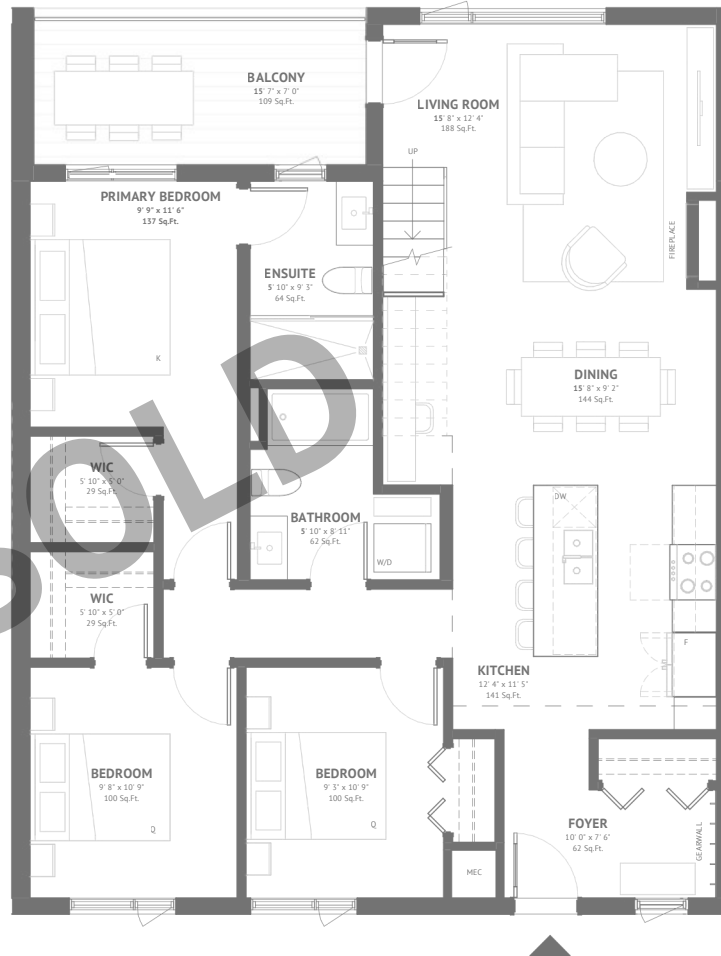 BALCONY
15' 7" x 7' 0"
109 Sq.Ft.
LIVING ROOM
15' 8" x 12' 4"
188 Sq.Ft.
UP
PRIMARY BEDROOM
9' 9" x 11' 6"
137 Sq.Ft.
FIREPLACE
ENSUITE
5' 10" x 9' 3"
64 Sq.Ft.
K
DINING
15' 8" x 9' 2"
144 Sq.Ft.
SOLD
WIC
5' 10" x 5' 0"
29 Sq.Ft.
DW
BATHROOM
5' 10" x 8' 11"
62 Sq.Ft.
W/D
WIC
5' 10" x 5' 0"
29 Sq.Ft.
F
KITCHEN
12' 4" x 11' 5"
141 Sq.Ft.
BEDROOM
9' 8" x 10' 9"
100 Sq.Ft.
Q
BEDROOM
9' 3" x 10' 9"
100 Sq.Ft.
Q
FOYER
10' 0" x 7' 6"
62 Sq.Ft.
GEARWALL
MEC